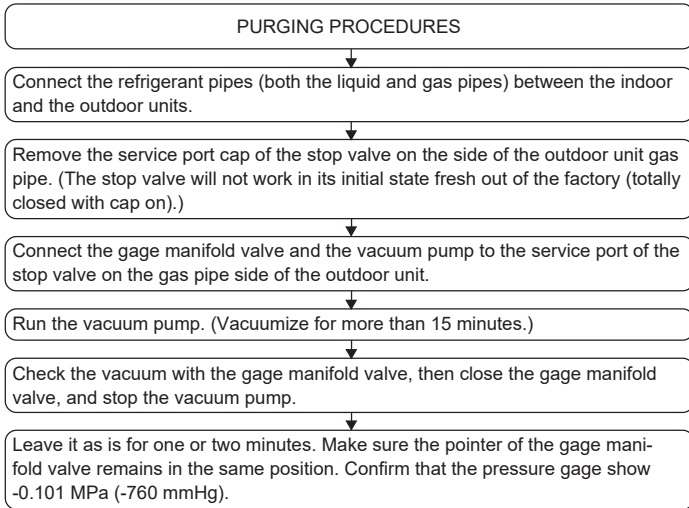 PURGING PROCEDURES
Connect the refrigerant pipes (both the liquid and gas pipes) between the indoor
and the outdoor units.
Remove the service port cap of the stop valve on the side of the outdoor unit gas
pipe. (The stop valve will not work in its initial state fresh out of the factory (totally
closed with cap on).)
Connect the gage manifold valve and the vacuum pump to the service port of the
stop valve on the gas pipe side of the outdoor unit.
Run the vacuum pump. (Vacuumize for more than 15 minutes.)
Check the vacuum with the gage manifold valve, then close the gage manifold
valve, and stop the vacuum pump.
Leave it as is for one or two minutes. Make sure the pointer of the gage mani-
fold valve remains in the same position. Confirm that the pressure gage show
-0.101 MPa (-760 mmHg).